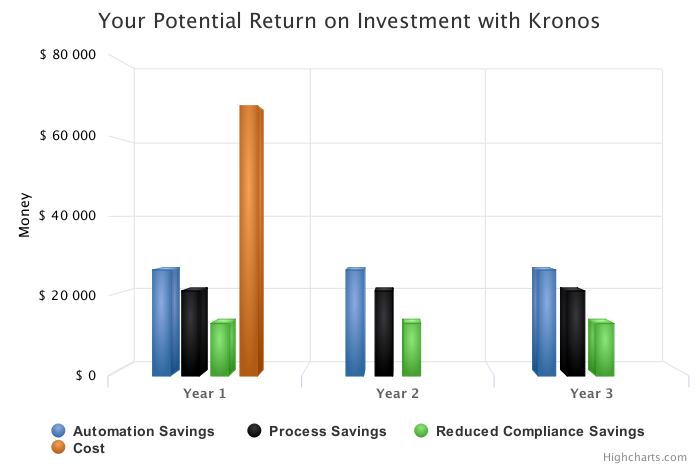 Your Potential Return on Investment with Kronos
$ 80 000
$ 60 000
$ 40 000
$ 20 000
$ 0
Money
Year 1
Year 2
Year 3
Automation Savings
Process Savings
Reduced Compliance Savings
Cost
Highcharts.com